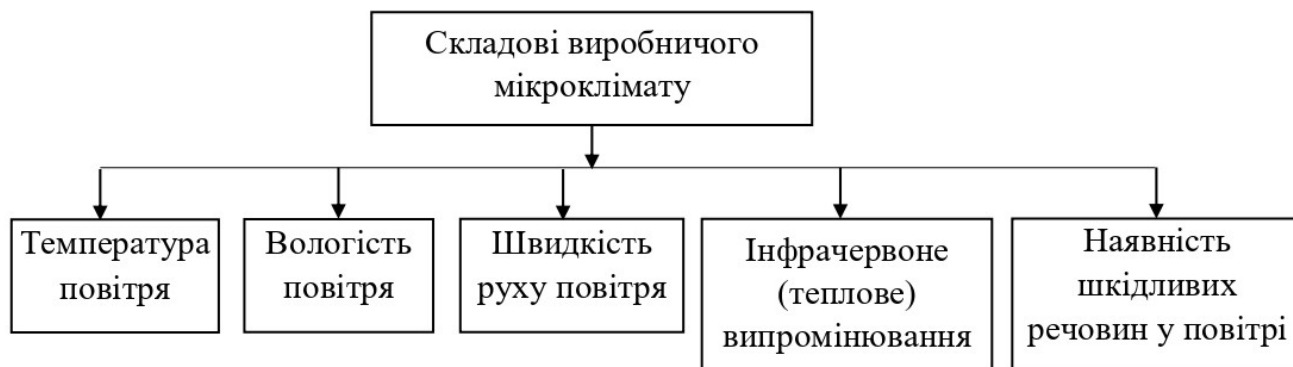 Складові виробничого
мікроклімату
Температура
повітря
Вологість
повітря
Швидкість
руху повітря
Інфрачервоне
(теплове)
випромінювання
Наявність
шкідливих
речовин у повітрі